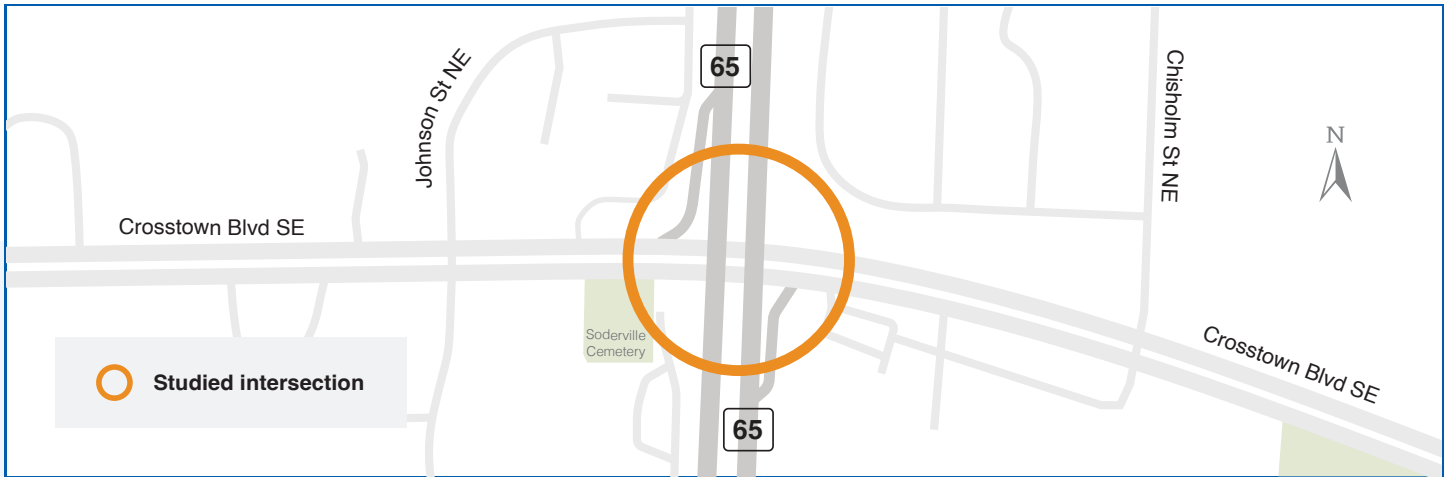 65
Johnson St NE
Chisholm St NE
N
Crosstown Blvd SE
Soderville
Cemetery
Crosstown Blvd SE
Studied intersection
65